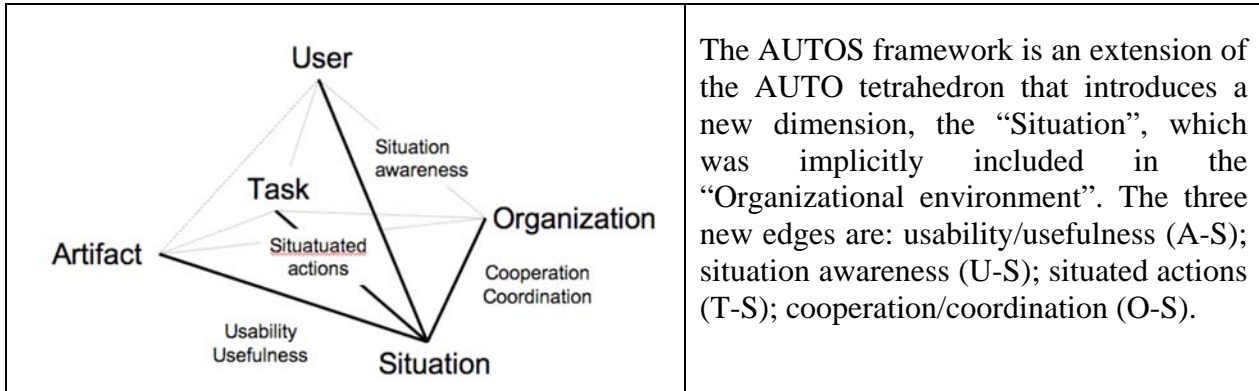 User
Situation
awareness
Task
Organization
Situatuated
actions
Artifact
Cooperation
Coordination
Usability
Usefulness
Situation
The AUTOS framework is an extension of
the AUTO tetrahedron that introduces a
new dimension, the “Situation”, which
was implicitly included in the
“Organizational environment”. The three
new edges are: usability/usefulness (A-S);
situation awareness (U-S); situated actions
(T-S); cooperation/coordination (O-S).